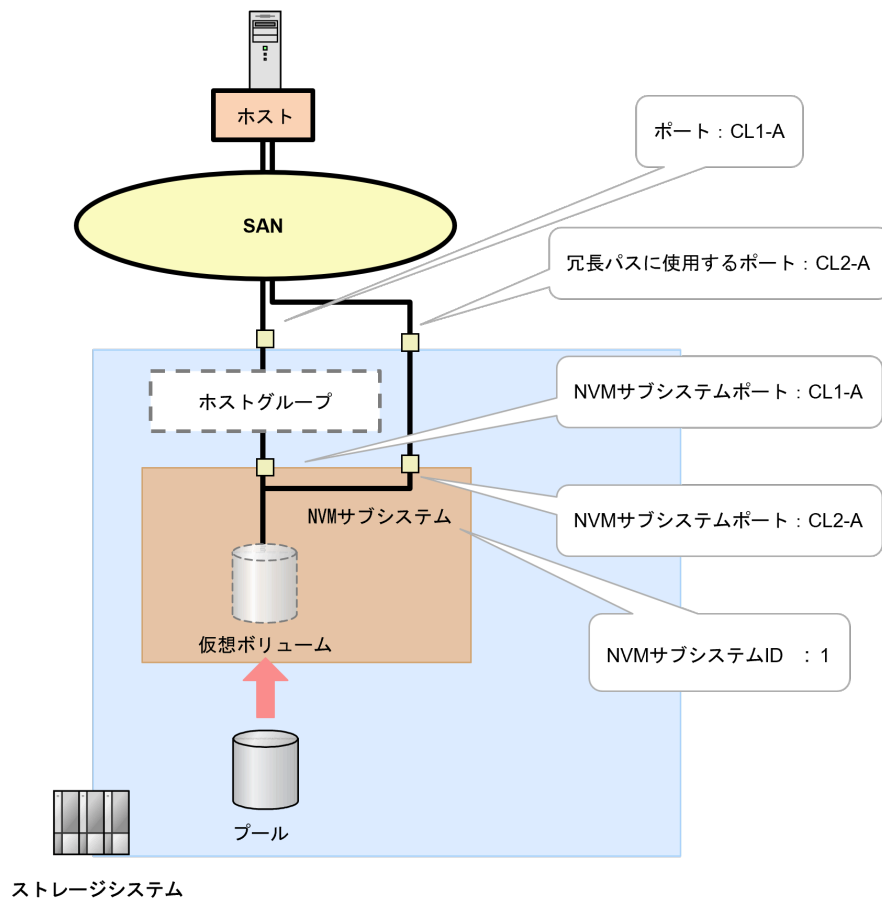 ホスト
ポート：CL1-A
SAN
冗長パスに使用するポート：CL2-A
NVMサブシステムポート：CL1-A
ホストグループ
NVMサブシステム
NVMサブシステムポート：CL2-A
仮想ボリューム
NVMサブシステムID ：1
プール
ストレージシステム